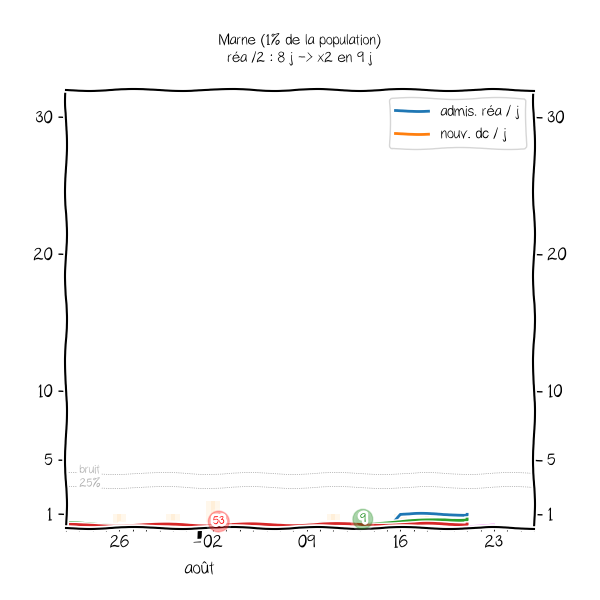 Marne (1% de la population)
réa /2 : 8 j -> x2 en 9 j
admis. réa / j
nouv. dc / j
30 30
20 20
10 10
5 5
bruit
25%
1 1
53 9
26 02 09 16 23
août